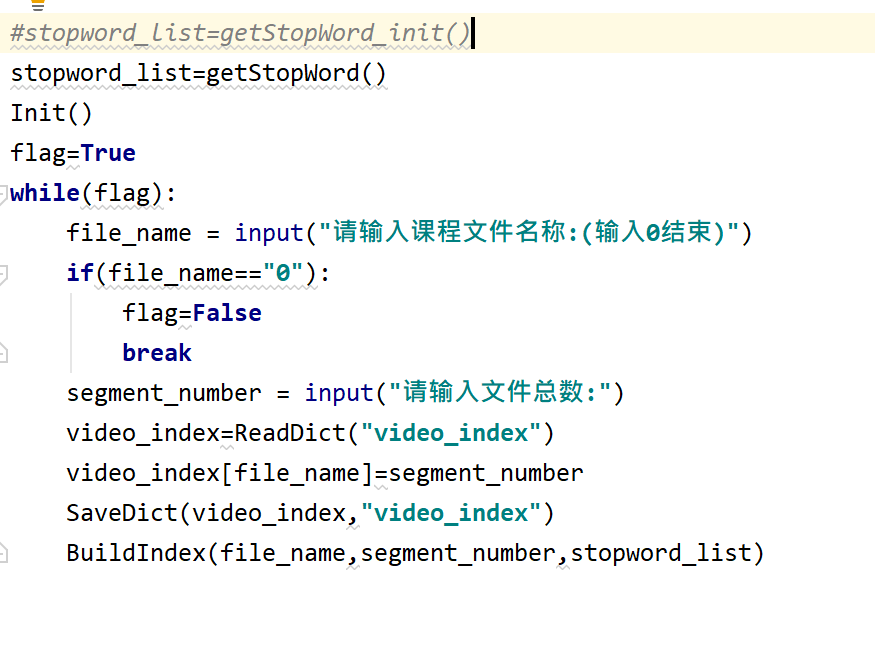 #stopword_list=getStopWord_init()
stopword_list=getStopWord()
Init()
flag=True
while(flag):
    file_name = input("请输入课程文件名称:(输入0结束)")
    if(file_name=="0"):
        flag=False
        break
    segment_number = input("请输入文件总数:")
    video_index=ReadDict("video_index")
    video_index[file_name]=segment_number
    SaveDict(video_index,"video_index")
    BuildIndex(file_name,segment_number,stopword_list)